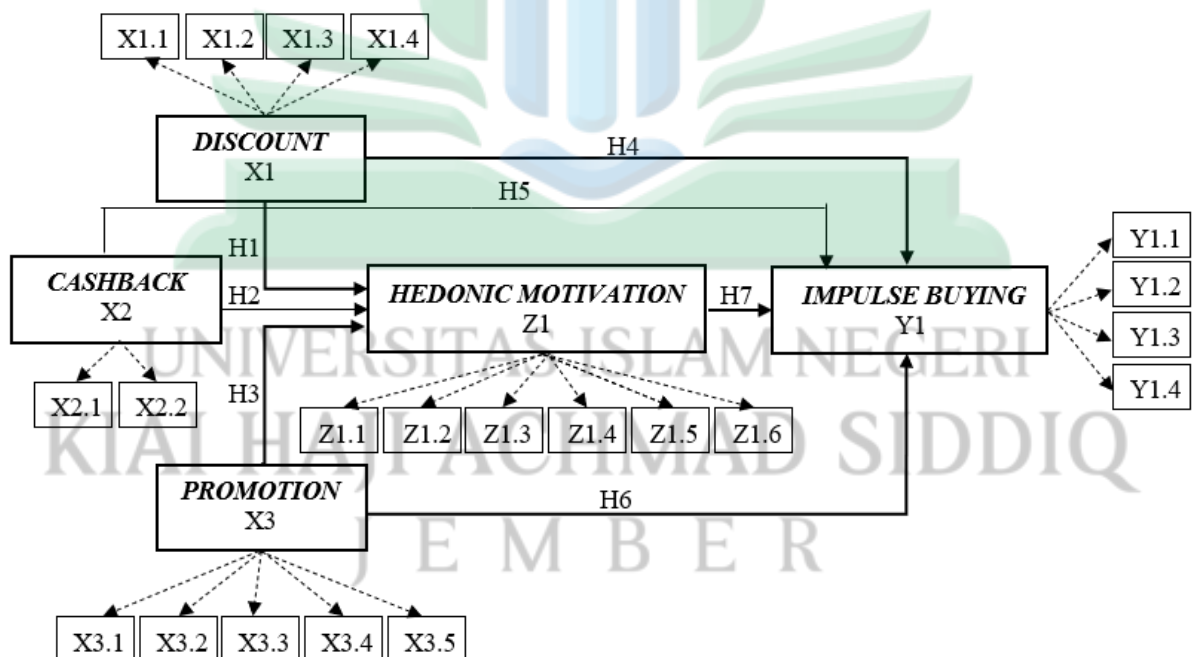 X1.1 X1.2 X1.3 X1.4
DISCOUNT
X1
H4
H5
H1
CASHBACK
X2
H2
HEDONIC MOTIVATION
Z1
H7
IMPULSE BUYING
Y1
Y1.1
Y1.2
Y1.3
Y1.4
UNIVERSITAS ISLAM NEGERI
X2.1 X2.2
H3
Z1.1 Z1.2 Z1.3 Z1.4 Z1.5 Z1.6
KIAI HAJI ACHMAD SIDDIQ
PROMOTION
X3
H6
JEMBER
X3.1 X3.2 X3.3 X3.4 X3.5